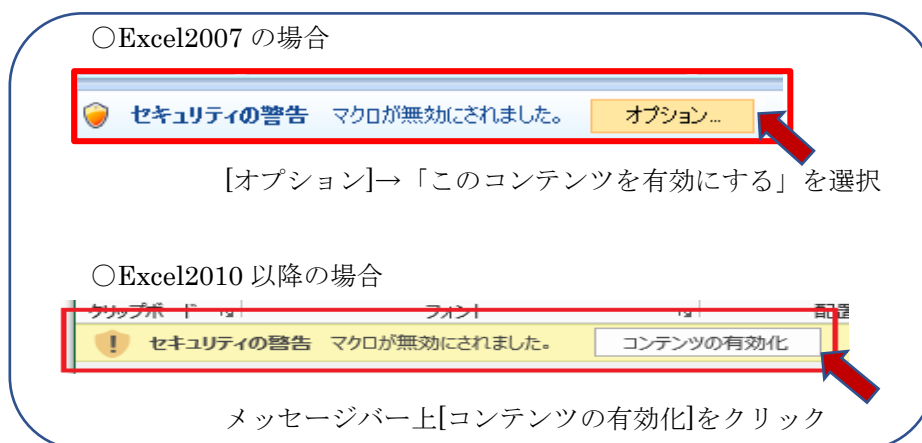 ○Excel2007 の場合
セキュリティの警告 マクロが無効にされました。 オプション...
[オプション]→「このコンテンツを有効にする」を選択
○Excel2010 以降の場合
クリップボード フォント 配置
セキュリティの警告 マクロが無効にされました。 コンテンツの有効化
メッセージバー上[コンテンツの有効化]をクリック